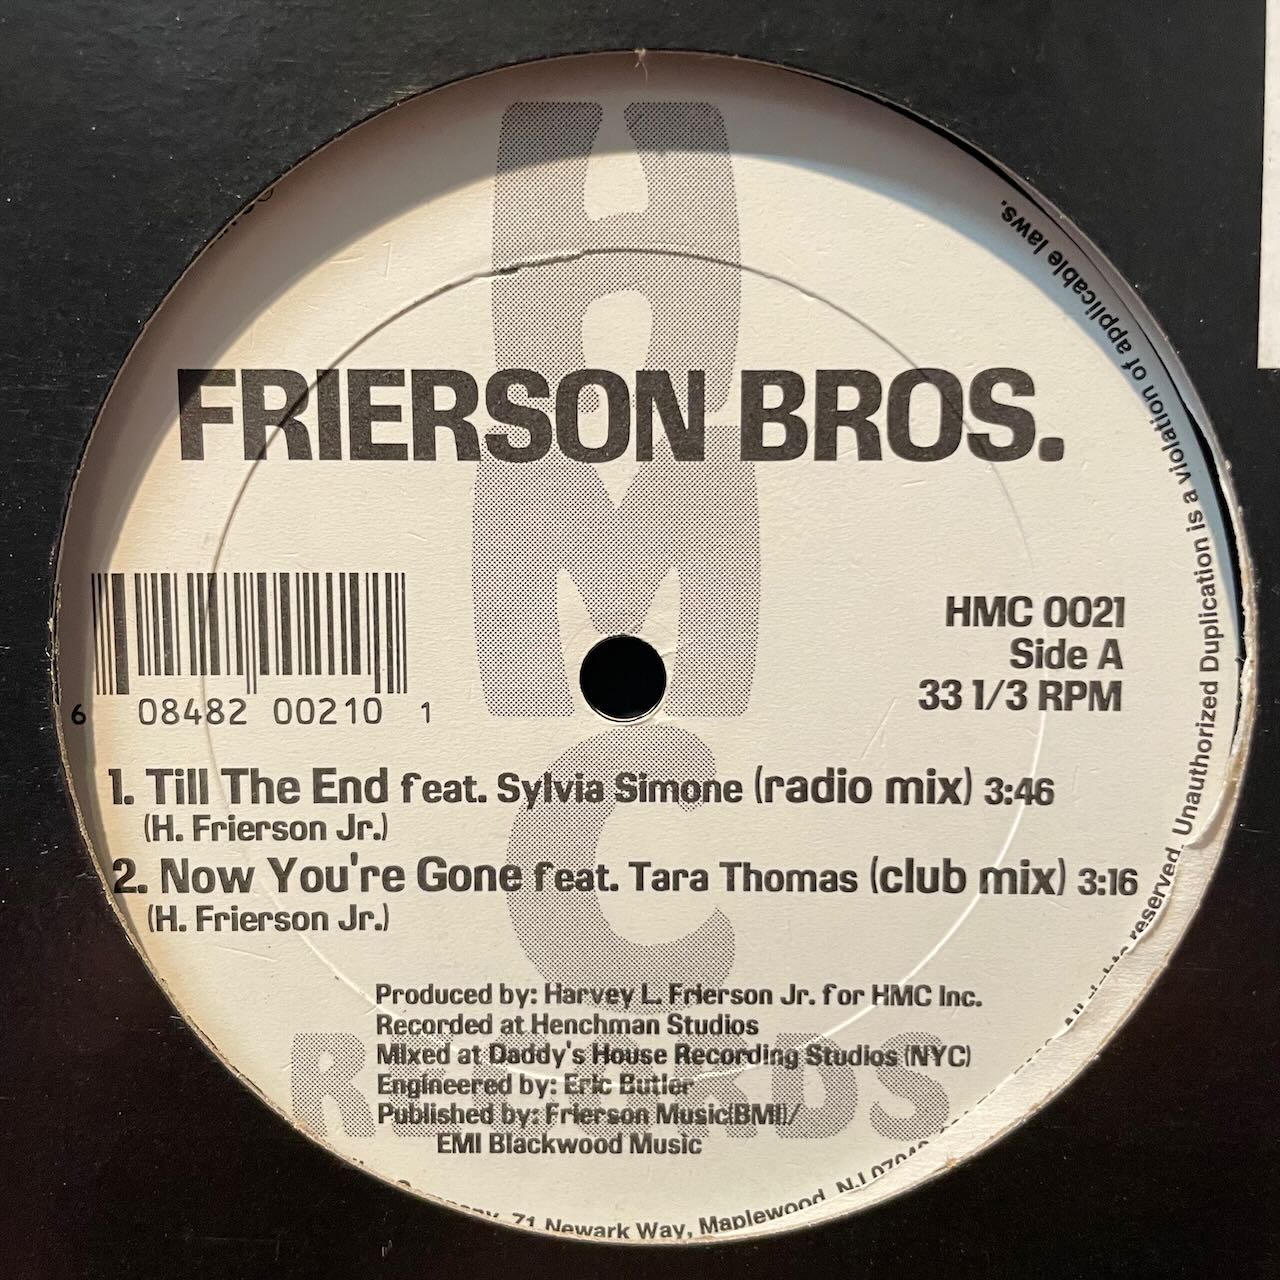 HMC
RECORDS
FRIERSON BROS.
HMC 0021
Side A
33 1/3 RPM
6 08482 00210 1
1. Till The End feat. Sylvia Simone (radio mix) 3:46
(H. Frierson Jr.)
2. Now You're Gone feat. Tara Thomas (club mix) 3:16
(H. Frierson Jr.)
Produced by: Harvey L. Frierson Jr. for HMC Inc.
Recorded at Henchman Studios
Mixed at Daddy's House Recording Studios (NYC)
Engineered by: Eric Butler
Published by: Frierson Music(BMI)/
EMI Blackwood Music
71 Newark Way, Maplewood, NJ 07040 reserved. Unauthorized Duplication is a violation of applicable laws.